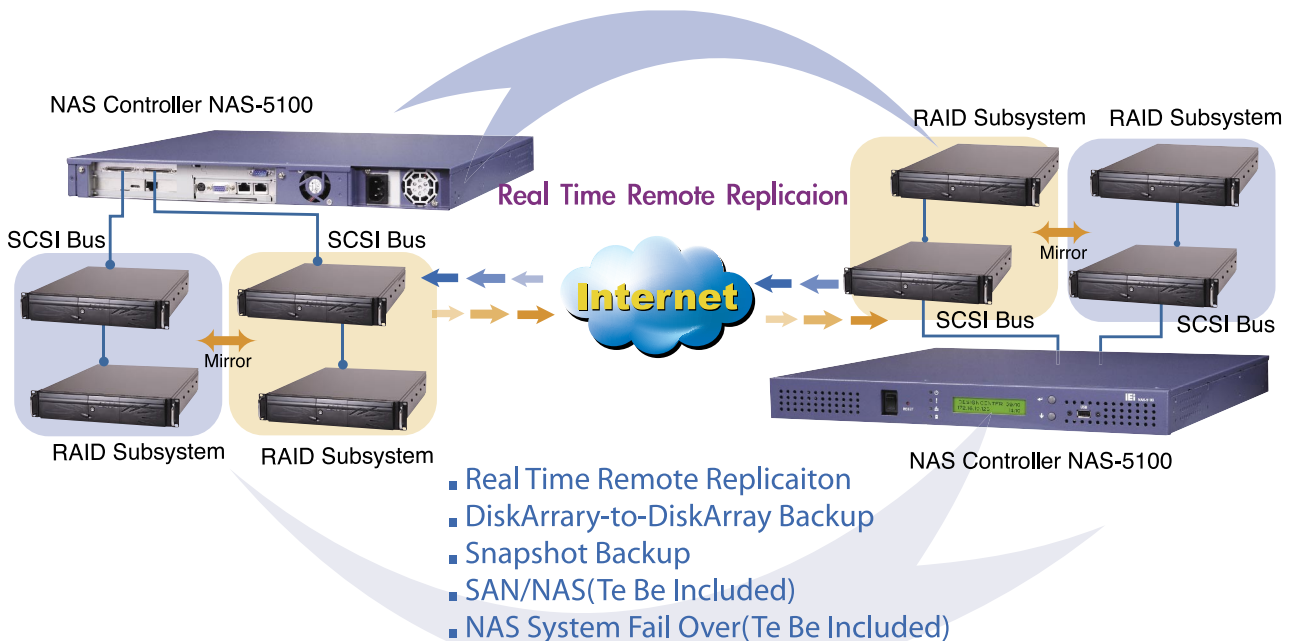 NAS Controller NAS-5100
RAID Subsystem
RAID Subsystem
Real Time Remote Replicaion
SCSI Bus
SCSI Bus
Mirror
Internet
Mirror
SCSI Bus
SCSI Bus
RAID Subsystem
RAID Subsystem
iEi
NAS Controller NAS-5100
■ Real Time Remote Replicaiton
■ DiskArrary-to-DiskArray Backup
■ Snapshot Backup
■ SAN/NAS(Te Be Included)
■ NAS System Fail Over(Te Be Included)